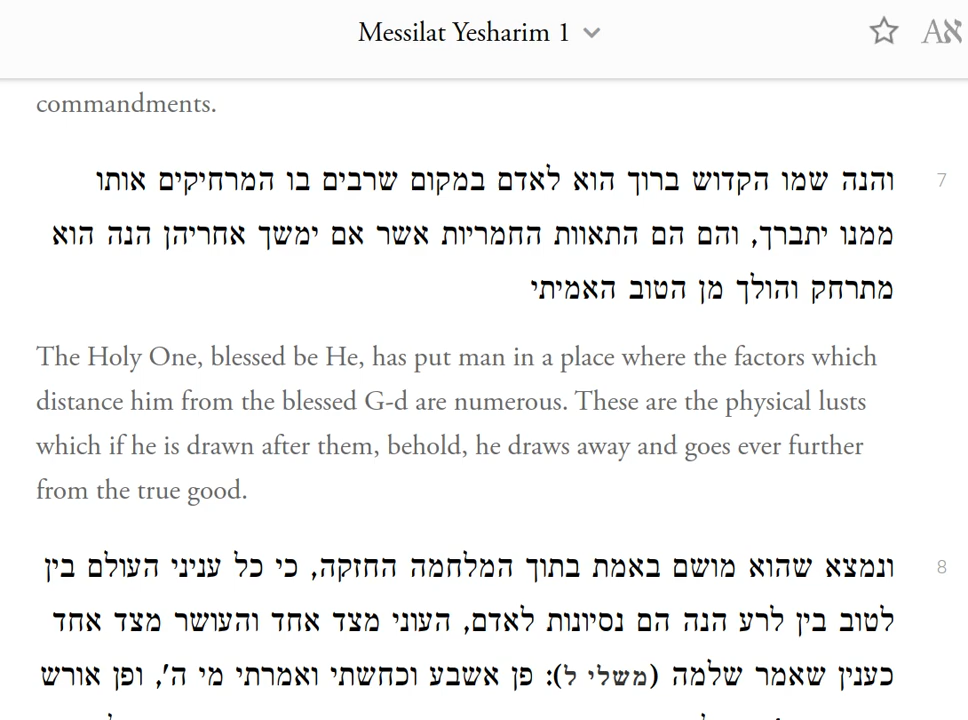 Messilat Yesharim 1
Aא
commandments.
7
והנה שמו הקדוש ברוך הוא לאדם במקום שרבים בו המרחיקים אותו
ממנו יתברך, והם הם התאוות החמריות אשר אם ימשך אחריהן הנה הוא
מתרחק והולך מן הטוב האמיתי
The Holy One, blessed be He, has put man in a place where the factors which
distance him from the blessed G-d are numerous. These are the physical lusts
which if he is drawn after them, behold, he draws away and goes ever further
from the true good.
8
ונמצא שהוא מושם באמת בתוך המלחמה החזקה, כי כל עניני העולם בין
לטוב בין לרע הנה הם נסיונות לאדם, העוני מצד אחד והעושר מצד אחד
כענין שאמר שלמה (משלי ל): פן אשבע וכחשתי ואמרתי מי ה', ופן אורש